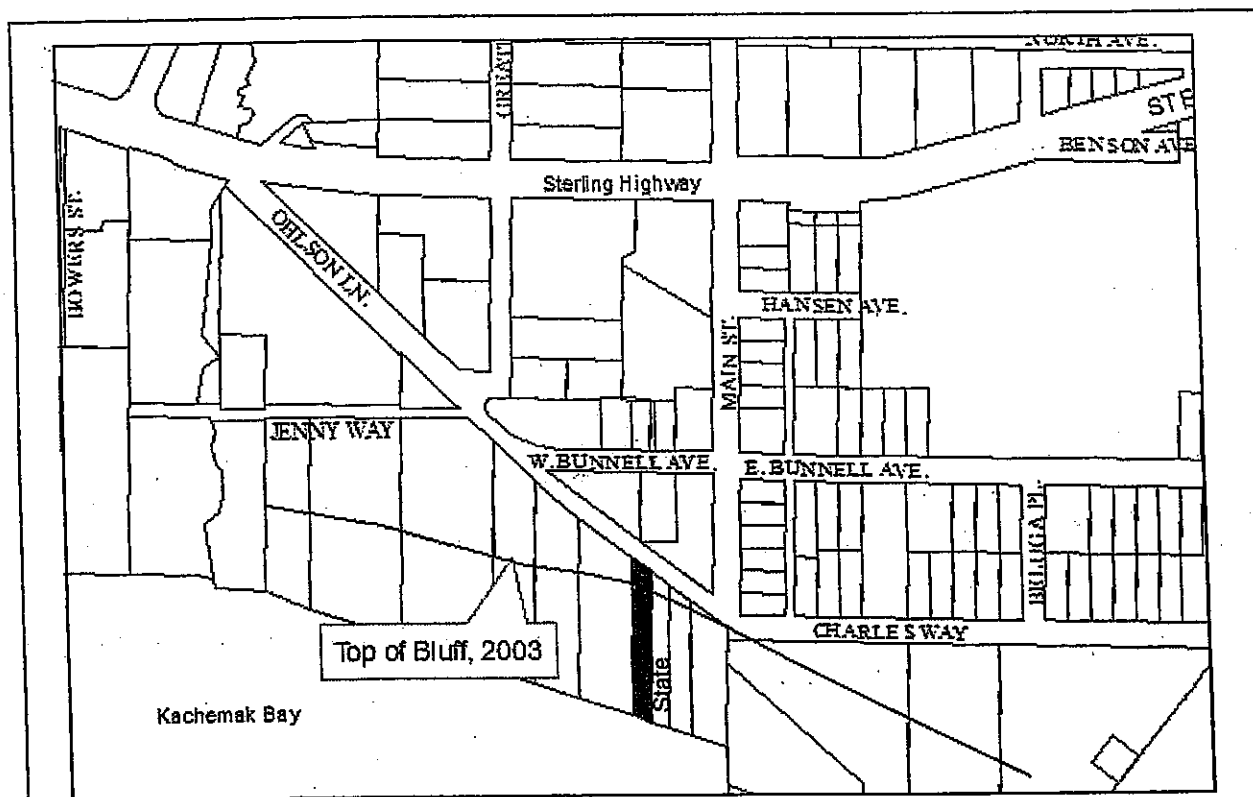 NORTH AVE.
GREAT
STE
BENSON AVE
Sterling Highway
BOWERS ST.
OHLSON LN.
HANSEN AVE.
MAIN ST.
JENNY WAY
W. BUNNELL AVE.
E. BUNNELL AVE.
BELUGA PL.
CHARLES WAY
Top of Bluff, 2003
State
Kachemak Bay